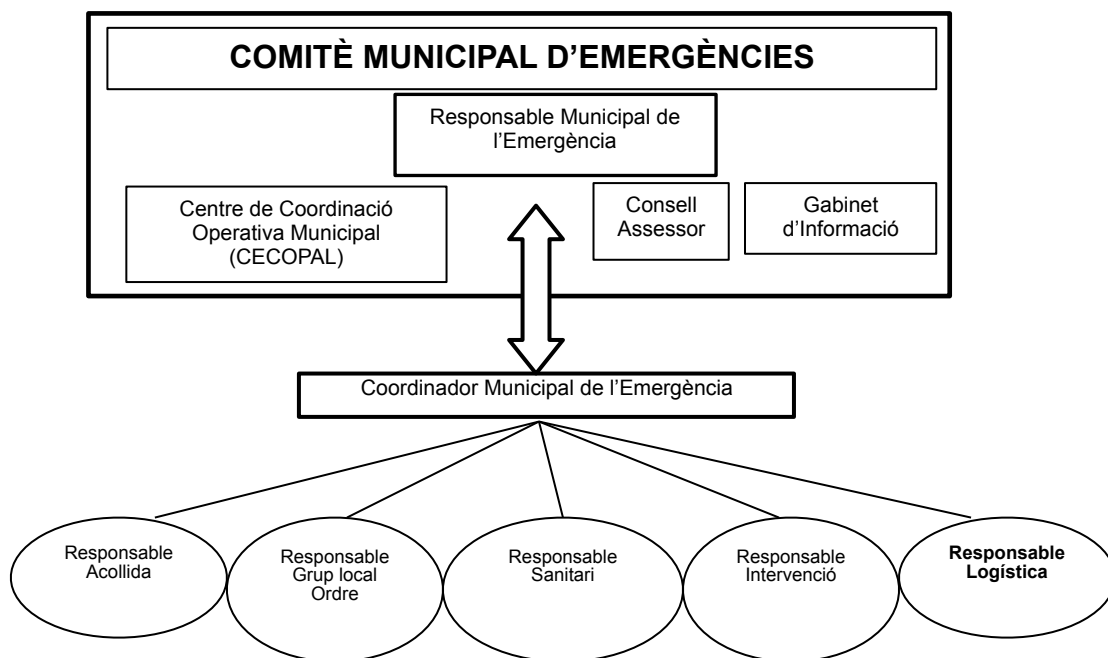 COMITÈ MUNICIPAL D’EMERGÈNCIES
Responsable Municipal de
l’Emergència
Centre de Coordinació
Operativa Municipal
(CECOPAL)
Consell
Assessor
Gabinet
d’Informació
Coordinador Municipal de l’Emergència
Responsable
Acollida
Responsable
Grup local
Ordre
Responsable
Sanitari
Responsable
Intervenció
Responsable
Logística